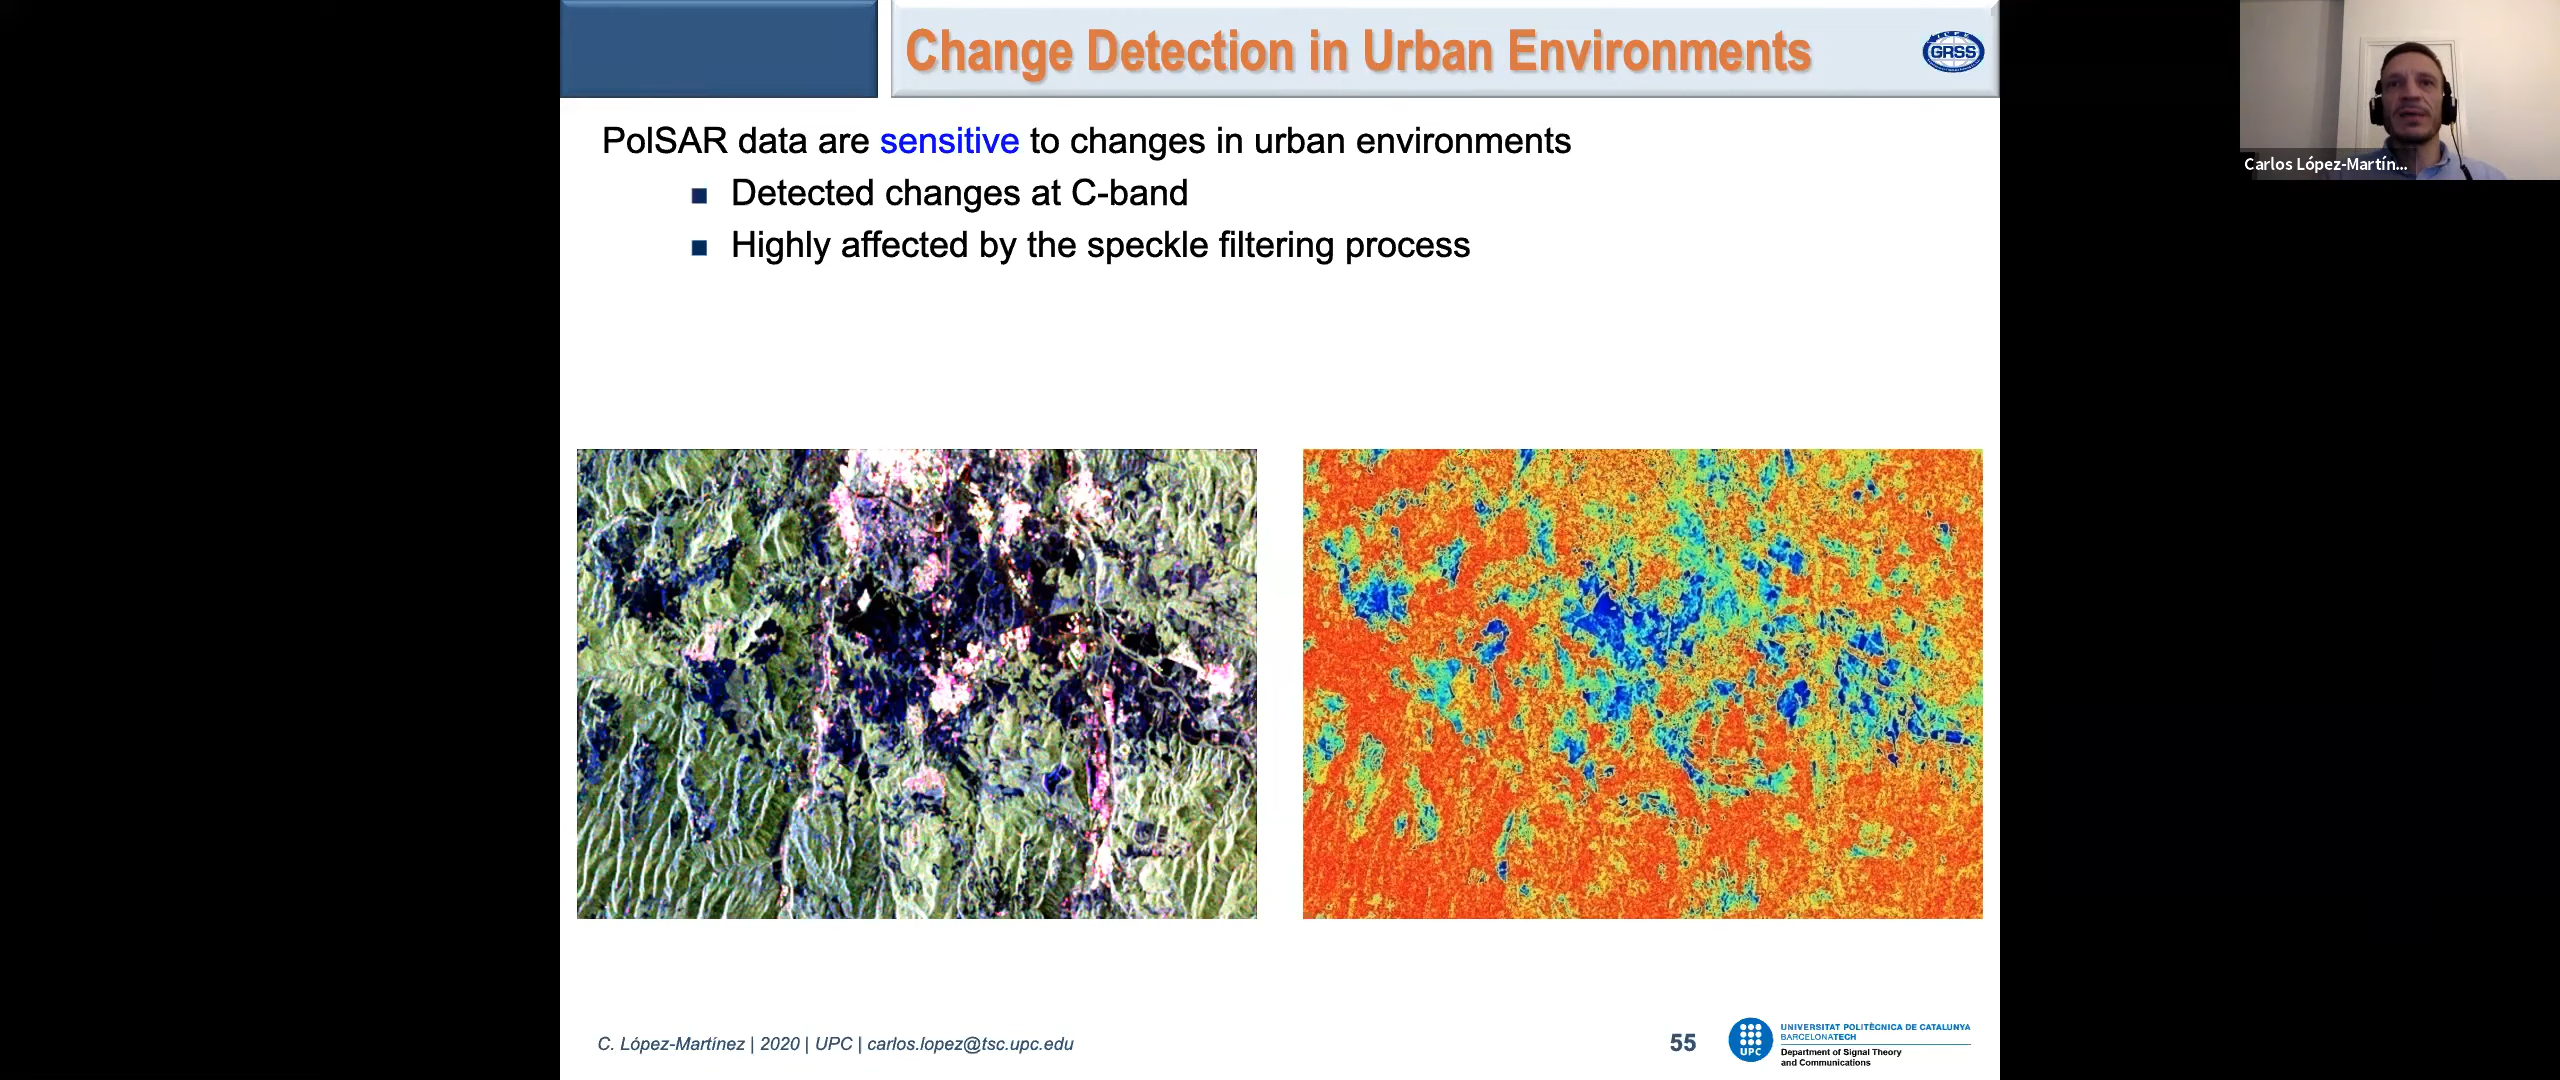 Change Detection in Urban Environments
GRSS
Carlos López-Martín...
PolSAR data are sensitive to changes in urban environments
Detected changes at C-band
Highly affected by the speckle filtering process
C. López-Martínez | 2020 | UPC | carlos.lopez@tsc.upc.edu
55
UPC
UNIVERSITAT POLITÈCNICA DE CATALUNYA
BARCELONATECH
Department of Signal Theory
and Communications